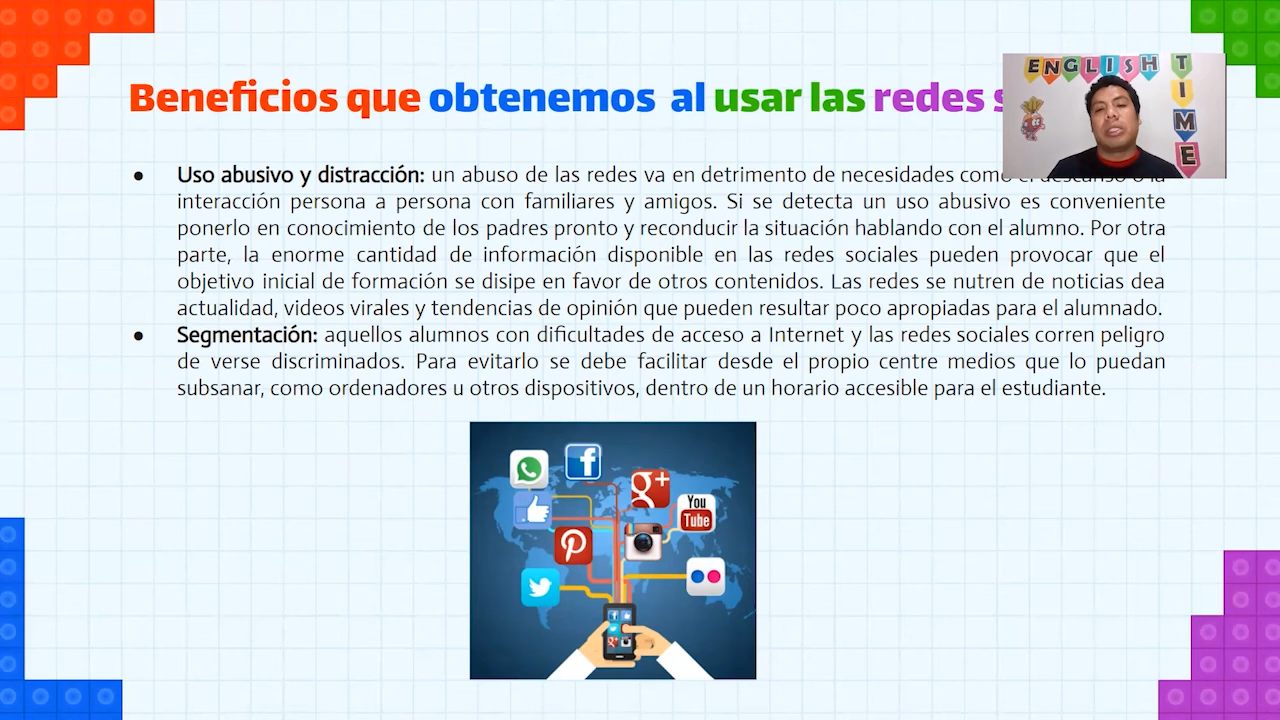 Beneficios que obtenemos al usar las redes
ENGLISH
TIME
● Uso abusivo y distracción: un abuso de las redes va en detrimento de necesidades como el descanso o la
interacción persona a persona con familiares y amigos. Si se detecta un uso abusivo es conveniente
ponerlo en conocimiento de los padres pronto y reconducir la situación hablando con el alumno. Por otra
parte, la enorme cantidad de información disponible en las redes sociales pueden provocar que el
objetivo inicial de formación se disipe en favor de otros contenidos. Las redes se nutren de noticias dea
actualidad, videos virales y tendencias de opinión que pueden resultar poco apropiadas para el alumnado.
● Segmentación: aquellos alumnos con dificultades de acceso a Internet y las redes sociales corren peligro
de verse discriminados. Para evitarlo se debe facilitar desde el propio centre medios que lo puedan
subsanar, como ordenadores u otros dispositivos, dentro de un horario accesible para el estudiante.
f
g+
You
Tube